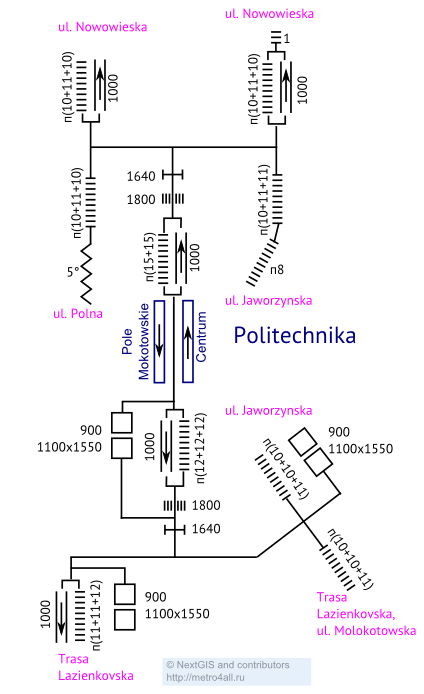 ul. Nowowieska
ul. Nowowieska
1
п(10+11+10)
1000
п(10+11+10)
1000
1640
1800
п(10+11+10)
п(10+11+11)
п(15+15)
1000
5°
п8
ul. Polna
ul. Jaworzynska
Pole
Mokotowskie
Centrum
Politechnika
ul. Jaworzynska
900
1100x1550
1000
п(12+12+12)
900
1100x1550
п(10+10+11)
1800
1640
п(10+10+11)
1000
п(11+11+12)
900
1100x1550
Trasa
Lazienkovska,
ul. Molokotowska
Trasa
Lazienkovska
© NextGIS and contributors
http://metro4all.ru